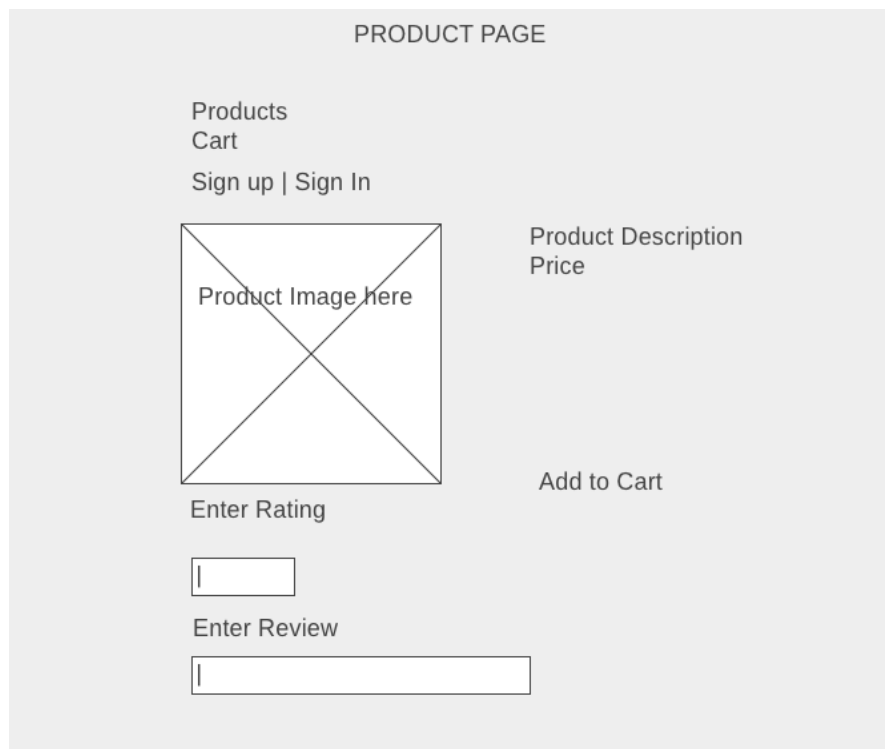 PRODUCT PAGE
Products
Cart
Sign up | Sign In
Product Image here
Product Description
Price
Add to Cart
Enter Rating
Enter Review